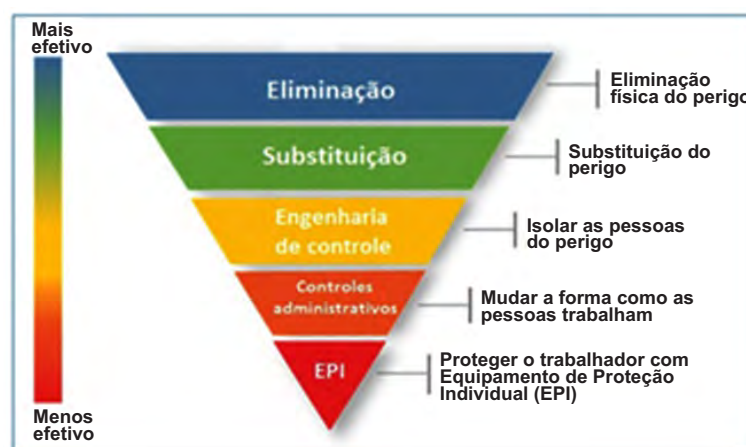 Mais
efetivo
Eliminação
Eliminação
física do perigo
Substituição
Substituição do
perigo
Engenharia
de controle
Isolar as pessoas
do perigo
Controles
administrativos
Mudar a forma como as
pessoas trabalham
EPI
Proteger o trabalhador com
Equipamento de Proteção
Individual (EPI)
Menos
efetivo